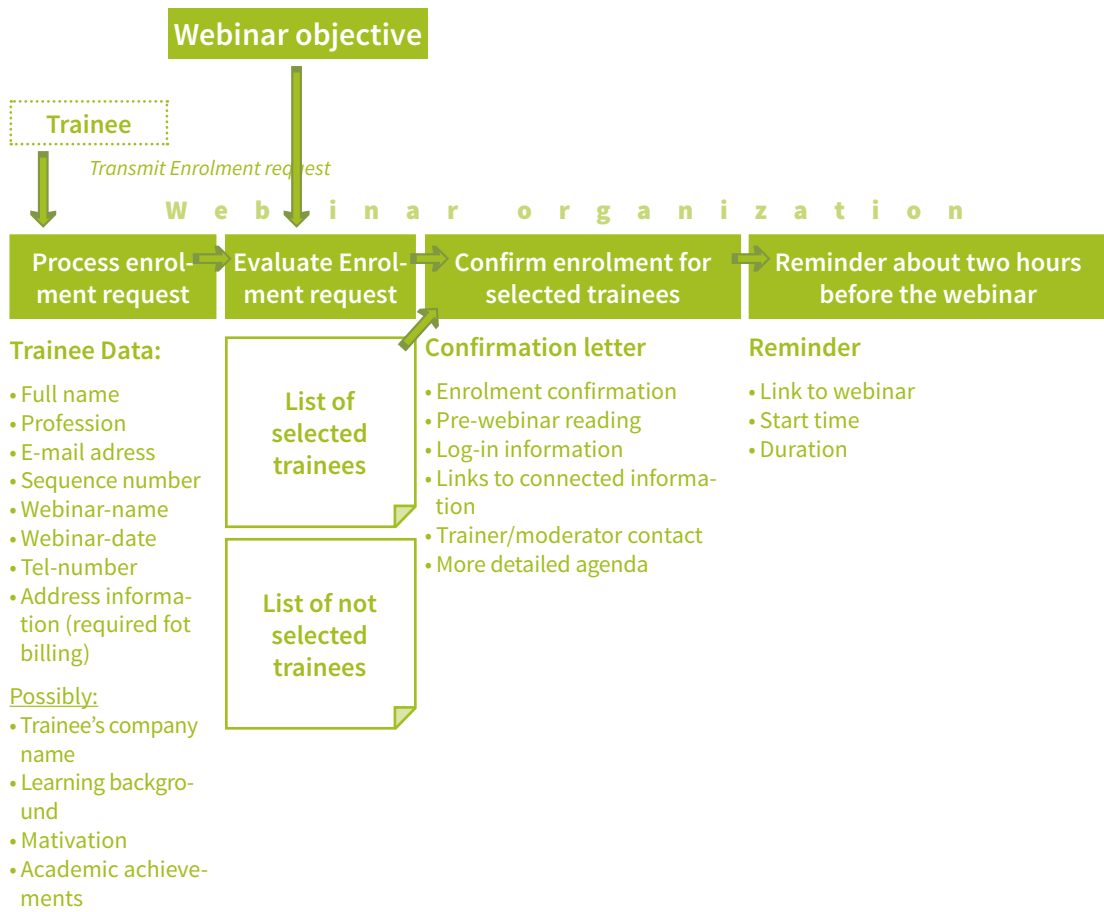 Webinar objective
Trainee
Transmit Enrolment request
Webinar organization
Process enrol-
ment request
Evaluate Enrol-
ment request
Confirm enrolment for
selected trainees
Reminder about two hours
before the webinar
Trainee Data:
• Full name
• Profession
• E-mail adress
• Sequence number
• Webinar-name
• Webinar-date
• Tel-number
• Address informa-
tion (required fot
billing)
Possibly:
• Trainee’s company
name
• Learning backgro-
und
• Mativation
• Academic achieve-
ments
List of
selected
trainees
List of not
selected
trainees
Confirmation letter
• Enrolment confirmation
• Pre-webinar reading
• Log-in information
• Links to connected informa-
tion
• Trainer/moderator contact
• More detailed agenda
Reminder
• Link to webinar
• Start time
• Duration